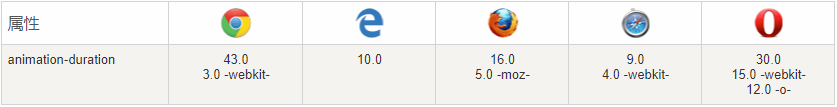 属性
animation-duration
43.0
3.0 -webkit-
10.0
16.0
5.0 -moz-
9.0
4.0 -webkit-
30.0
15.0 -webkit-
12.0 -o-